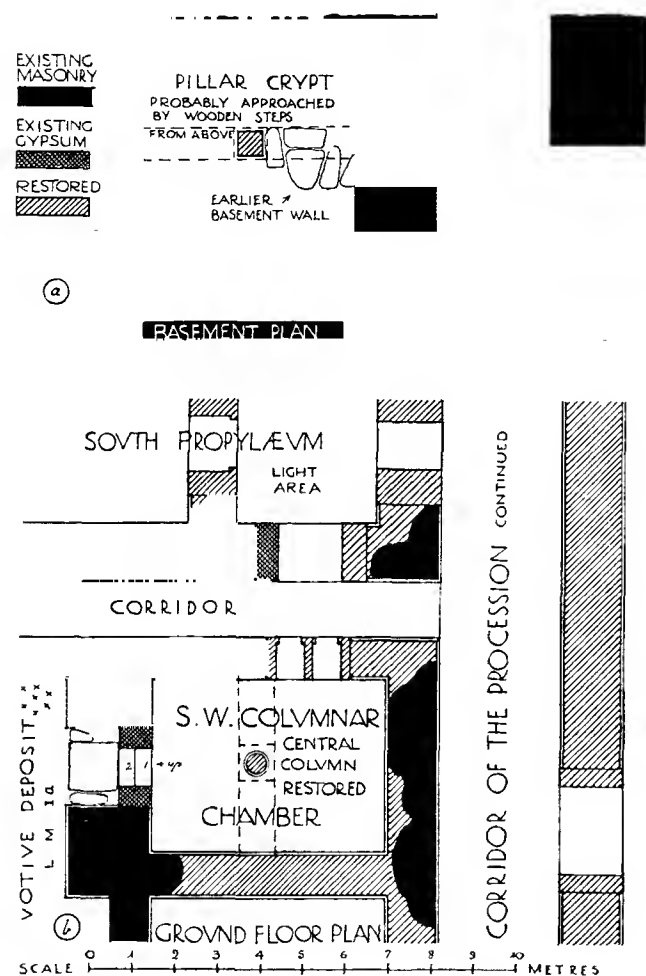 EXISTING
MASONRY
EXISTING
GYPSUM
RESTORED
PILLAR CRYPT
PROBABLY APPROACHED
BY WOODEN STEPS
FROM ABOVE
EARLIER
BASEMENT WALL
a
BASEMENT PLAN
SOVTH PROPYLÆVM
LIGHT
AREA
CORRIDOR
S.W. COLVMNAR
CENTRAL
COLVMN
RESTORED
CHAMBER
2 1 → up
VOTIVE DEPOSIT
L M 1a
CORRIDOR OF THE PROCESSION CONTINUED
b
GROVND FLOOR PLAN
SCALE 0 1 2 3 4 5 6 7 8 9 10 METRES